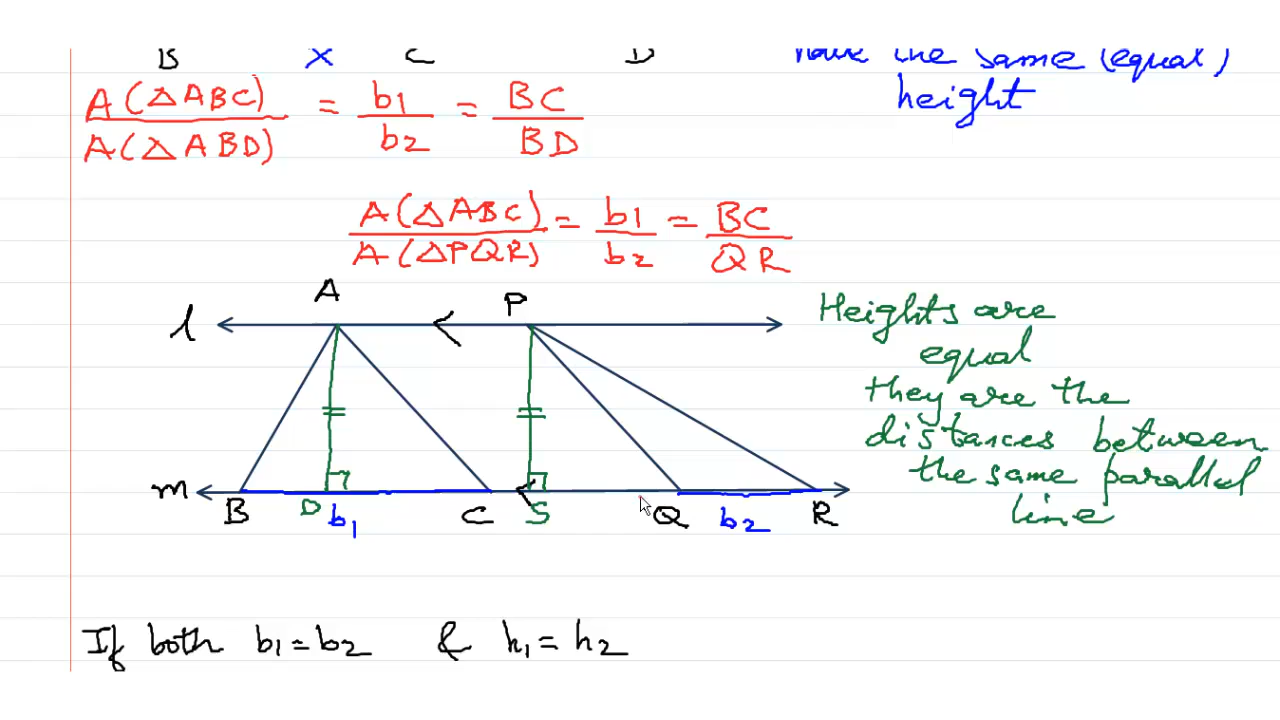 B X C D have the same (equal)
height
A(△ABC) / A(△ABD) = b1 / b2 = BC / BD
A(△ABC) / A(△PQR) = b1 / b2 = BC / QR
A P
l
Heights are
equal
they are the
distances between
the same parallel
line
m
B D b1 C S Q b2 R
If both b1 = b2 & h1 = h2